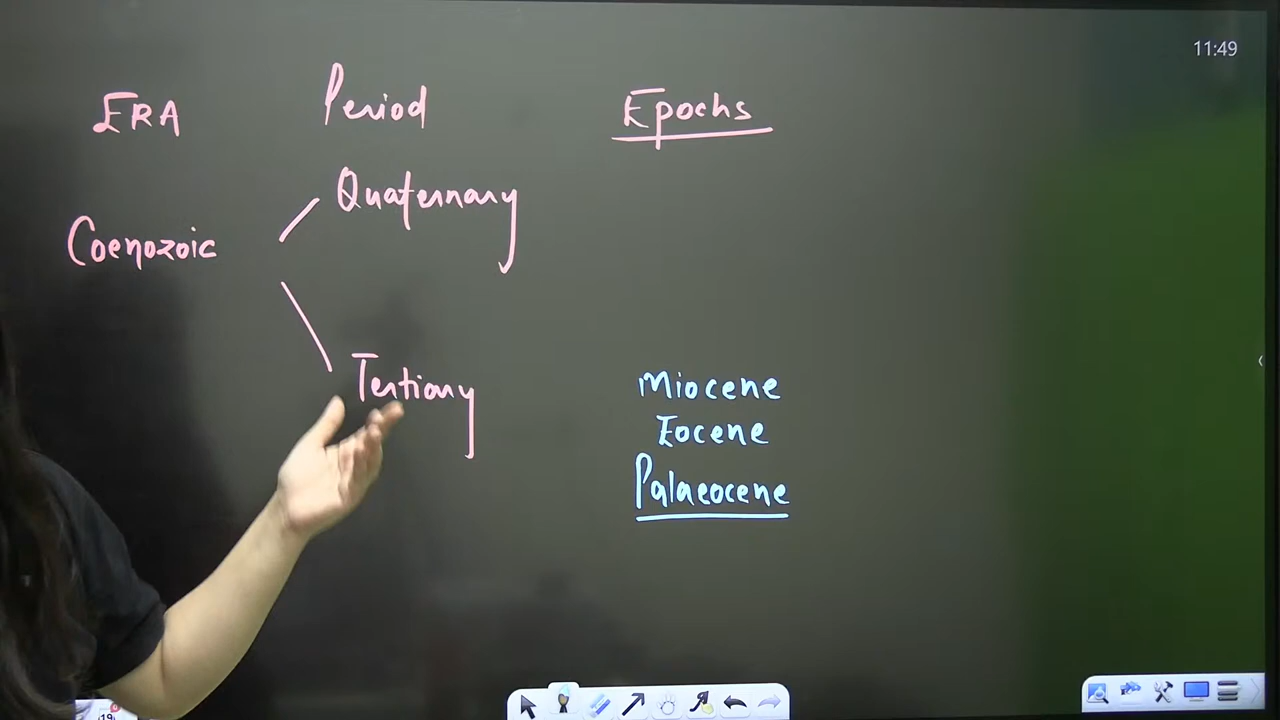 11:49
ERA Period Epochs
Quaternary
Coenozoic
Tertiary
Miocene
Eocene
Palaeocene